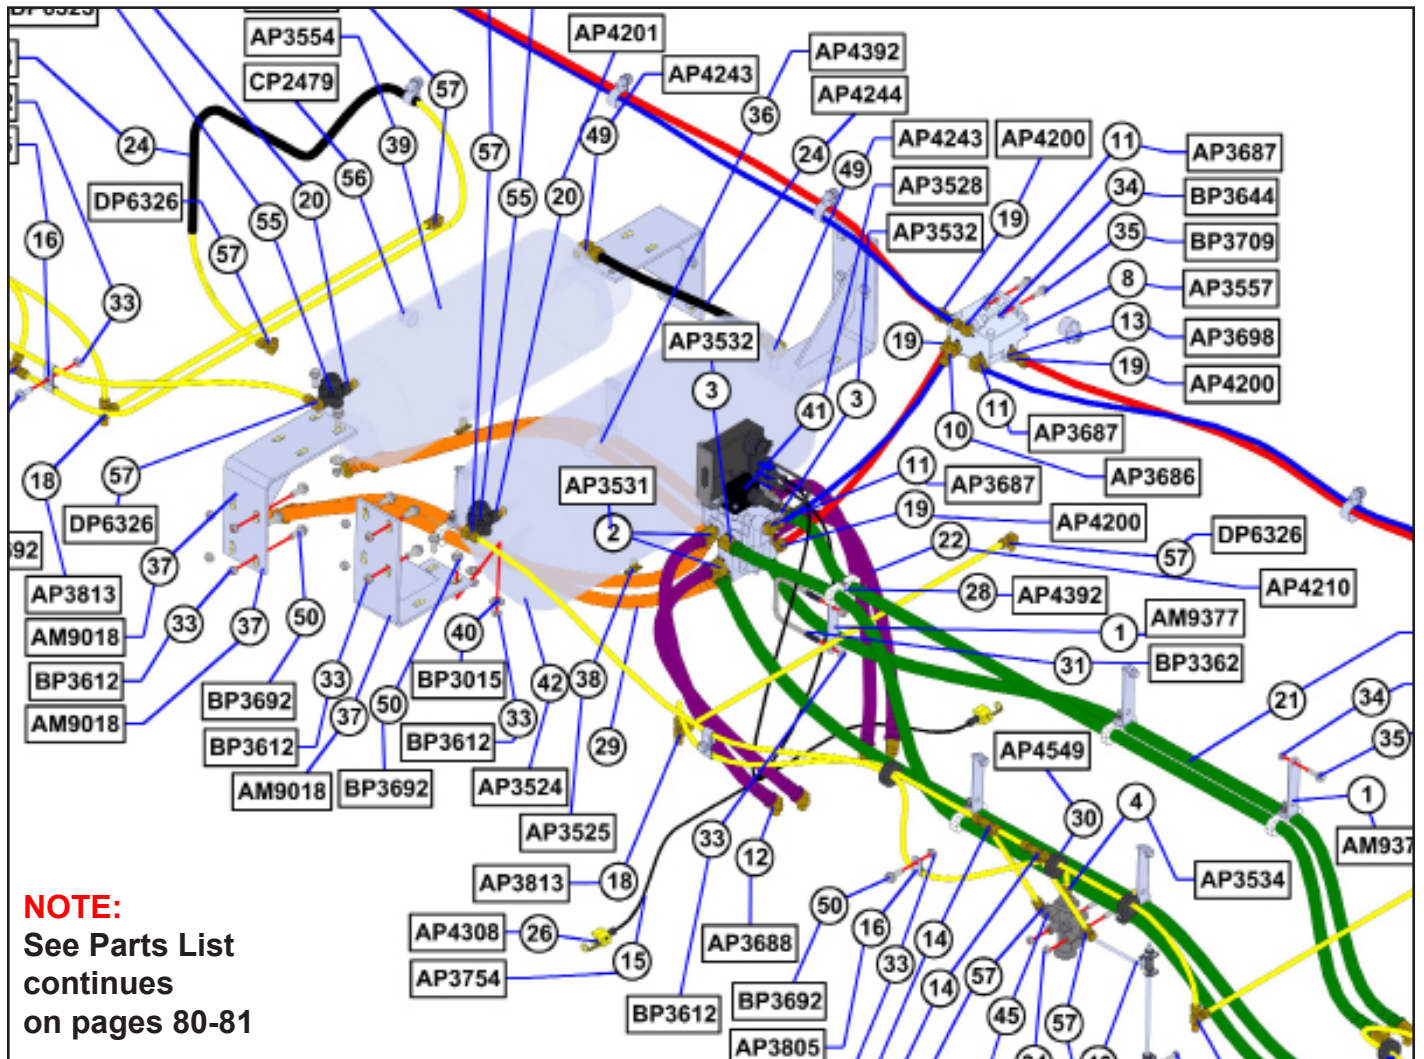 AP3554
CP2479
AP4201
AP4243
AP4392
AP4244
AP4243
AP4200
AP3528
AP3532
AP3687
BP3644
BP3709
AP3557
AP3698
AP4200
57
39
56
49
36
24
49
11
34
35
19
8
13
19
24
DP6326
20
55
57
57
55
20
16
33
AP3532
3
41
3
19
11
10
AP3687
AP3686
57
18
DP6326
692
AP3531
2
11
AP3687
19
AP4200
22
57
DP6326
AP4210
37
AP3813
AM9018
33
37
50
BP3612
AM9018
BP3692
33
37
50
BP3612
AM9018
BP3692
40
BP3015
33
BP3612
42
38
29
AP3524
AP3525
28
AP4392
1
AM9377
31
BP3362
21
34
35
1
AM937
AP4549
30
4
AP3534
AP3813
18
33
12
AP4308
26
AP3754
15
AP3688
BP3612
50
16
33
14
14
57
45
57
BP3692
AP3805
NOTE:
See Parts List
continues
on pages 80-81